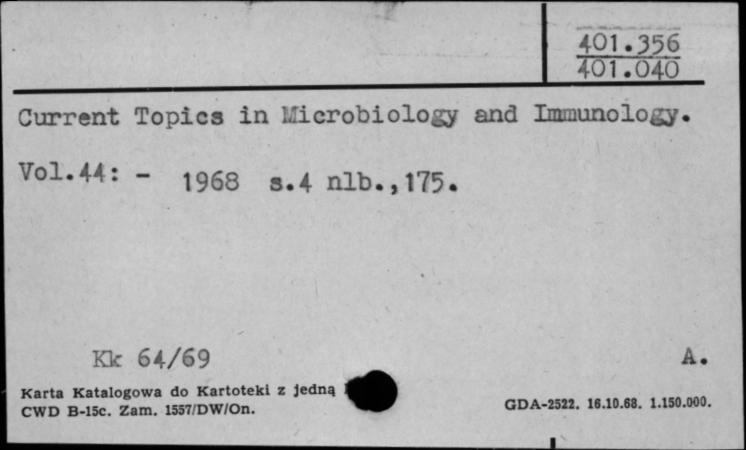 401.356
401.040
Current Topics in Microbiology and Immunology.
Vol.44: - 1968 s.4 nlb.,175.
Kk 64/69 A.
Karta Katalogowa do Kartoteki z jedną
CWD B-15c. Zam. 1557/DW/On. GDA-2522. 16.10.68. 1.150.000.